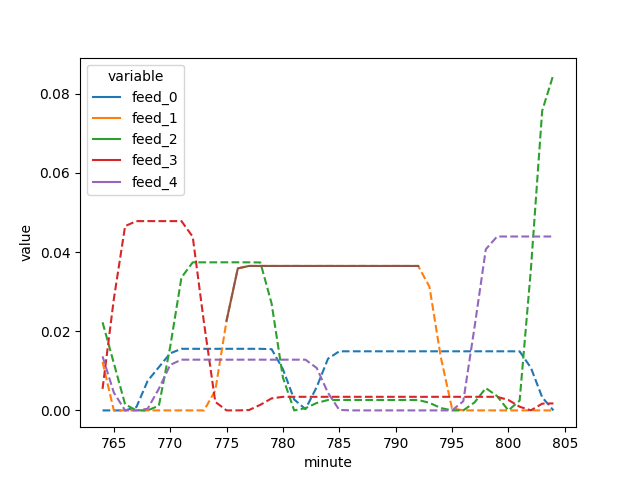 variable
feed_0
feed_1
feed_2
feed_3
feed_4
value
0.08
0.06
0.04
0.02
0.00
765 770 775 780 785 790 795 800 805
minute